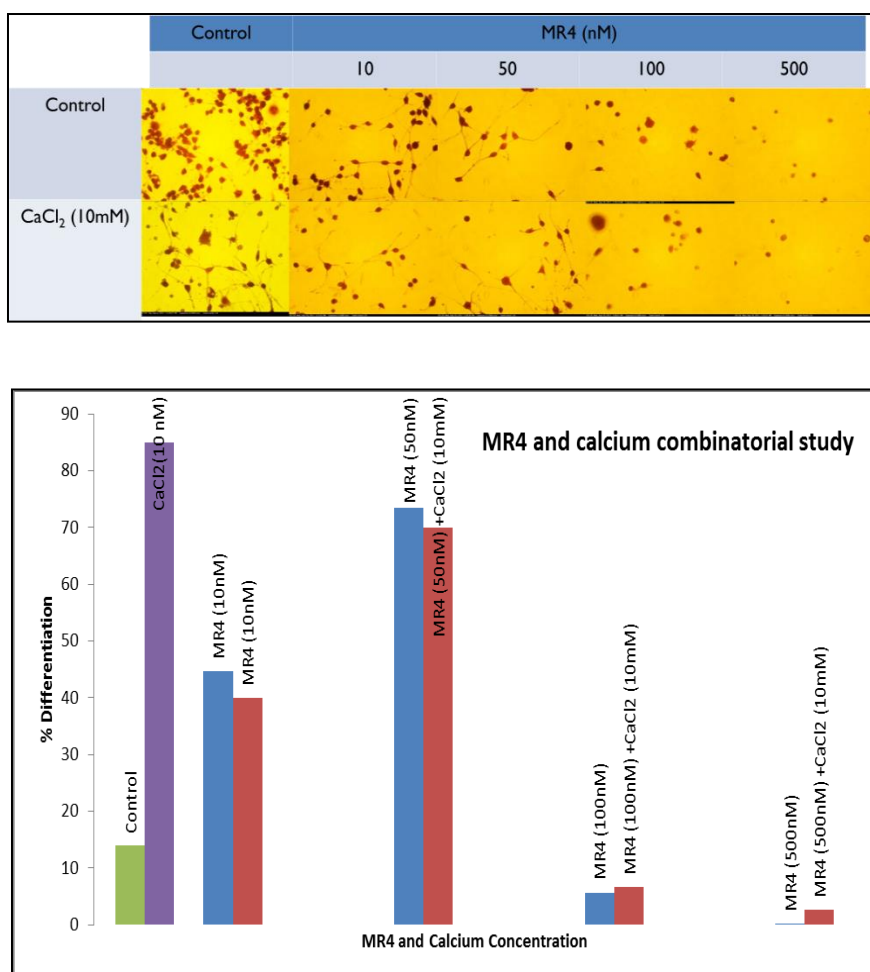 Control MR4 (nM)
10 50 100 500
Control
CaCl₂ (10mM)
MR4 and calcium combinatorial study
% Differentiation
90
80
70
60
50
40
30
20
10
0
Control
CaCl2 (10 nM)
MR4 (10nM)
MR4 (10nM)
MR4 (50nM)
MR4 (50nM) +CaCl2 (10mM)
MR4 (100nM)
MR4 (100nM) +CaCl2 (10mM)
MR4 (500nM)
MR4 (500nM) +CaCl2 (10mM)
MR4 and Calcium Concentration